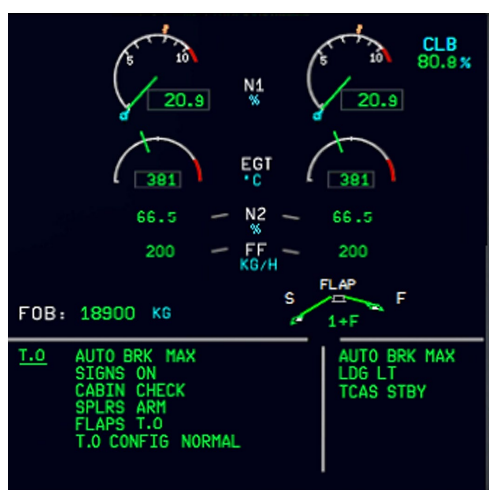 CLB
80.8%
5 10
5 10
20.9 N1 20.9
%
381 EGT 381
°C
66.5 N2 66.5
%
200 FF 200
KG/H
S FLAP F
1+F
FOB: 18900 KG
T.O AUTO BRK MAX
SIGNS ON
CABIN CHECK
SPLRS ARM
FLAPS T.O
T.O CONFIG NORMAL
AUTO BRK MAX
LDG LT
TCAS STBY